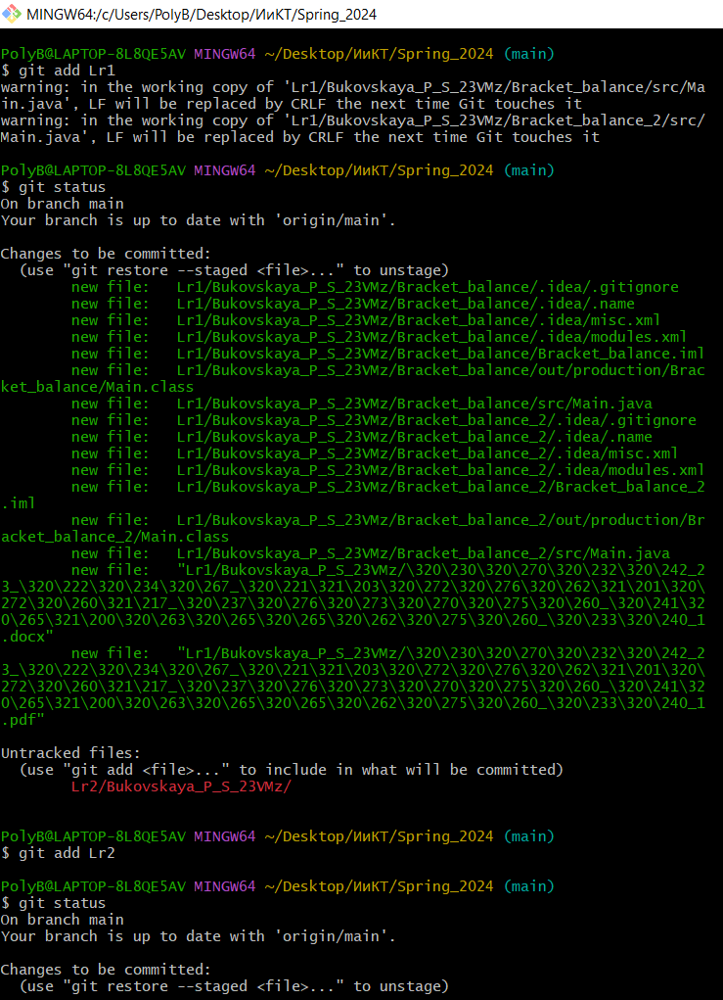 MINGW64:/c/Users/PolyB/Desktop/ИиКТ/Spring_2024
PolyB@LAPTOP-8L8QE5AV MINGW64 ~/Desktop/ИиКТ/Spring_2024 (main)
$ git add Lr1
warning: in the working copy of 'Lr1/Bukovskaya_P_S_23VMz/Bracket_balance/src/Ma
in.java', LF will be replaced by CRLF the next time Git touches it
warning: in the working copy of 'Lr1/Bukovskaya_P_S_23VMz/Bracket_balance_2/src/
Main.java', LF will be replaced by CRLF the next time Git touches it
PolyB@LAPTOP-8L8QE5AV MINGW64 ~/Desktop/ИиКТ/Spring_2024 (main)
$ git status
On branch main
Your branch is up to date with 'origin/main'.
Changes to be committed:
  (use "git restore --staged <file>..." to unstage)
        new file:   Lr1/Bukovskaya_P_S_23VMz/Bracket_balance/.idea/.gitignore
        new file:   Lr1/Bukovskaya_P_S_23VMz/Bracket_balance/.idea/.name
        new file:   Lr1/Bukovskaya_P_S_23VMz/Bracket_balance/.idea/misc.xml
        new file:   Lr1/Bukovskaya_P_S_23VMz/Bracket_balance/.idea/modules.xml
        new file:   Lr1/Bukovskaya_P_S_23VMz/Bracket_balance/Bracket_balance.iml
        new file:   Lr1/Bukovskaya_P_S_23VMz/Bracket_balance/out/production/Brac
ket_balance/Main.class
        new file:   Lr1/Bukovskaya_P_S_23VMz/Bracket_balance/src/Main.java
        new file:   Lr1/Bukovskaya_P_S_23VMz/Bracket_balance_2/.idea/.gitignore
        new file:   Lr1/Bukovskaya_P_S_23VMz/Bracket_balance_2/.idea/.name
        new file:   Lr1/Bukovskaya_P_S_23VMz/Bracket_balance_2/.idea/misc.xml
        new file:   Lr1/Bukovskaya_P_S_23VMz/Bracket_balance_2/.idea/modules.xml
        new file:   Lr1/Bukovskaya_P_S_23VMz/Bracket_balance_2/Bracket_balance_2
.iml
        new file:   Lr1/Bukovskaya_P_S_23VMz/Bracket_balance_2/out/production/Br
acket_balance_2/Main.class
        new file:   Lr1/Bukovskaya_P_S_23VMz/Bracket_balance_2/src/Main.java
        new file:   "Lr1/Bukovskaya_P_S_23VMz/\320\230\320\270\320\232\320\242_2
3_\320\222\320\234\320\267_\320\221\321\203\320\272\320\276\320\262\321\201\320\
272\320\260\321\217_\320\237\320\276\320\273\320\270\320\275\320\260_\320\241\32
0\265\321\200\320\263\320\265\320\265\320\262\320\275\320\260_\320\233\320\240_1
.docx"
        new file:   "Lr1/Bukovskaya_P_S_23VMz/\320\230\320\270\320\232\320\242_2
3_\320\222\320\234\320\267_\320\221\321\203\320\272\320\276\320\262\321\201\320\
272\320\260\321\217_\320\237\320\276\320\273\320\270\320\275\320\260_\320\241\32
0\265\321\200\320\263\320\265\320\265\320\262\320\275\320\260_\320\233\320\240_1
.pdf"
Untracked files:
  (use "git add <file>..." to include in what will be committed)
        Lr2/Bukovskaya_P_S_23VMz/
PolyB@LAPTOP-8L8QE5AV MINGW64 ~/Desktop/ИиКТ/Spring_2024 (main)
$ git add Lr2
PolyB@LAPTOP-8L8QE5AV MINGW64 ~/Desktop/ИиКТ/Spring_2024 (main)
$ git status
On branch main
Your branch is up to date with 'origin/main'.
Changes to be committed:
  (use "git restore --staged <file>..." to unstage)